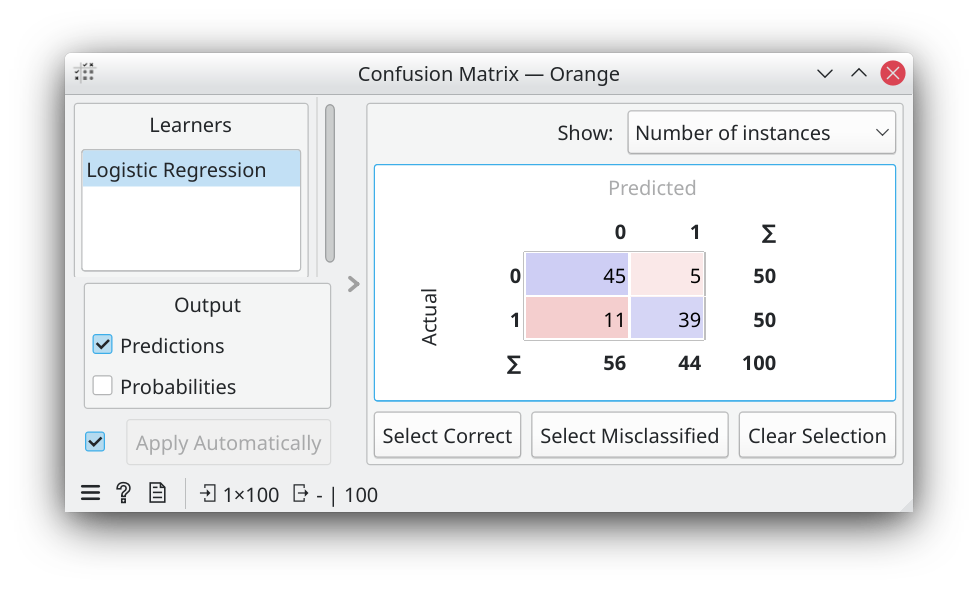 Confusion Matrix — Orange
Learners
Logistic Regression
Output
Predictions
Probabilities
Apply Automatically
1×100 - | 100
Show: Number of instances
Predicted
0 1 Σ
Actual
0 45 5 50
1 11 39 50
Σ 56 44 100
Select Correct Select Misclassified Clear Selection